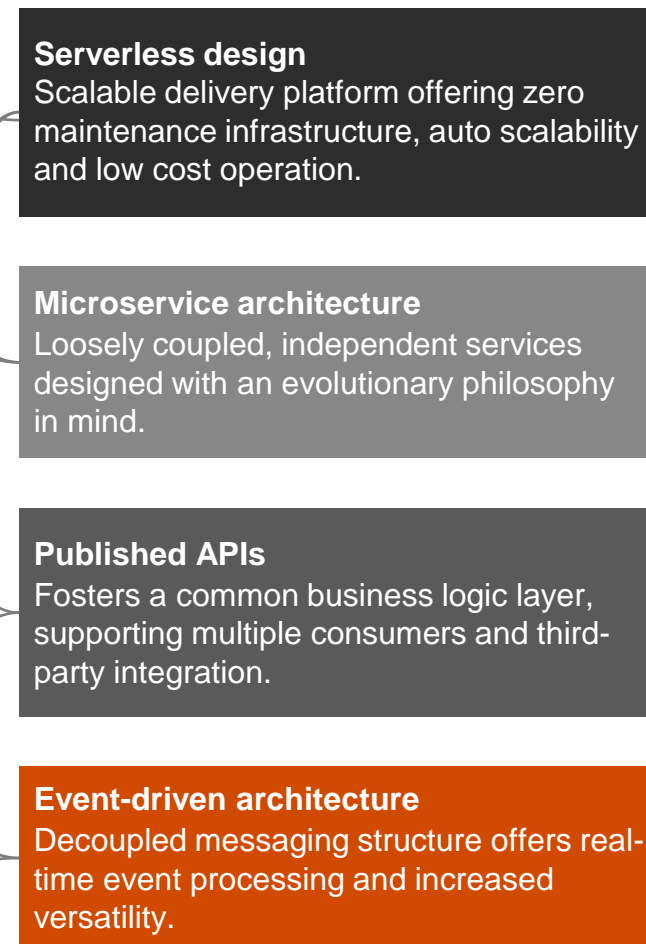 Serverless design
Scalable delivery platform offering zero
maintenance infrastructure, auto scalability
and low cost operation.
Microservice architecture
Loosely coupled, independent services
designed with an evolutionary philosophy
in mind.
Published APIs
Fosters a common business logic layer,
supporting multiple consumers and third-
party integration.
Event-driven architecture
Decoupled messaging structure offers real-
time event processing and increased
versatility.